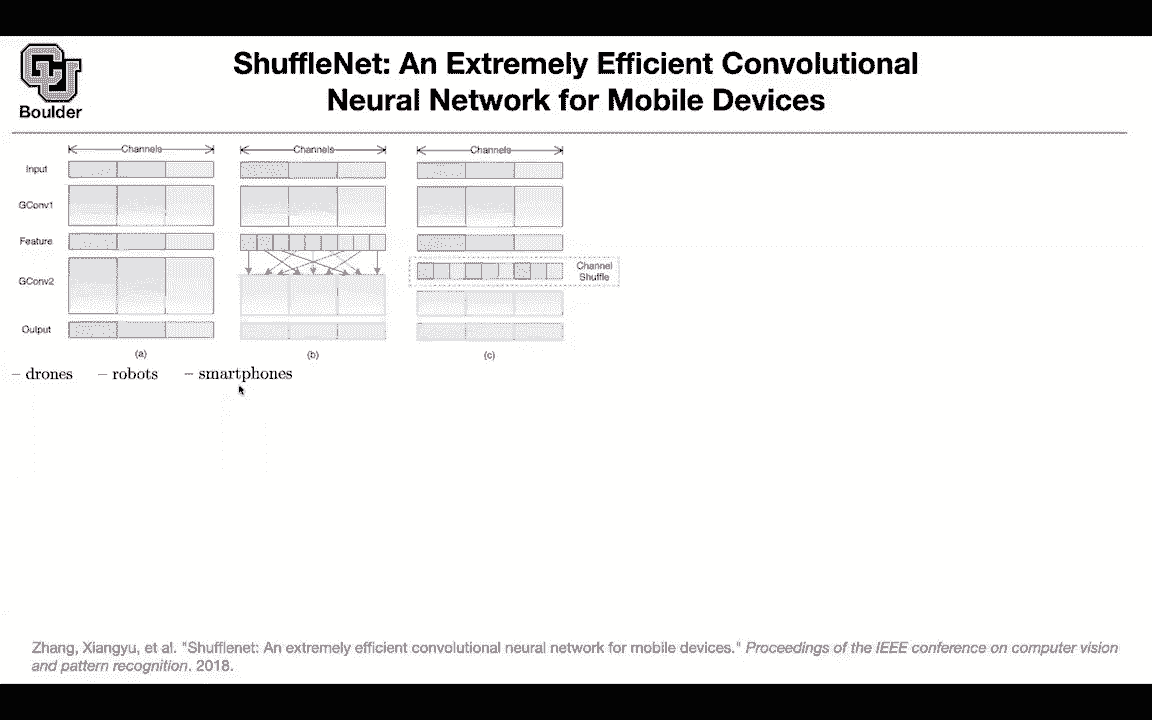 Boulder
ShuffleNet: An Extremely Efficient Convolutional
Neural Network for Mobile Devices
Channels
Channels
Channels
Input
GConv1
Feature
GConv2
Output
Channel
Shuffle
(a)
(b)
(c)
– drones – robots – smartphones
Zhang, Xiangyu, et al. "Shufflenet: An extremely efficient convolutional neural network for mobile devices." Proceedings of the IEEE conference on computer vision
and pattern recognition. 2018.